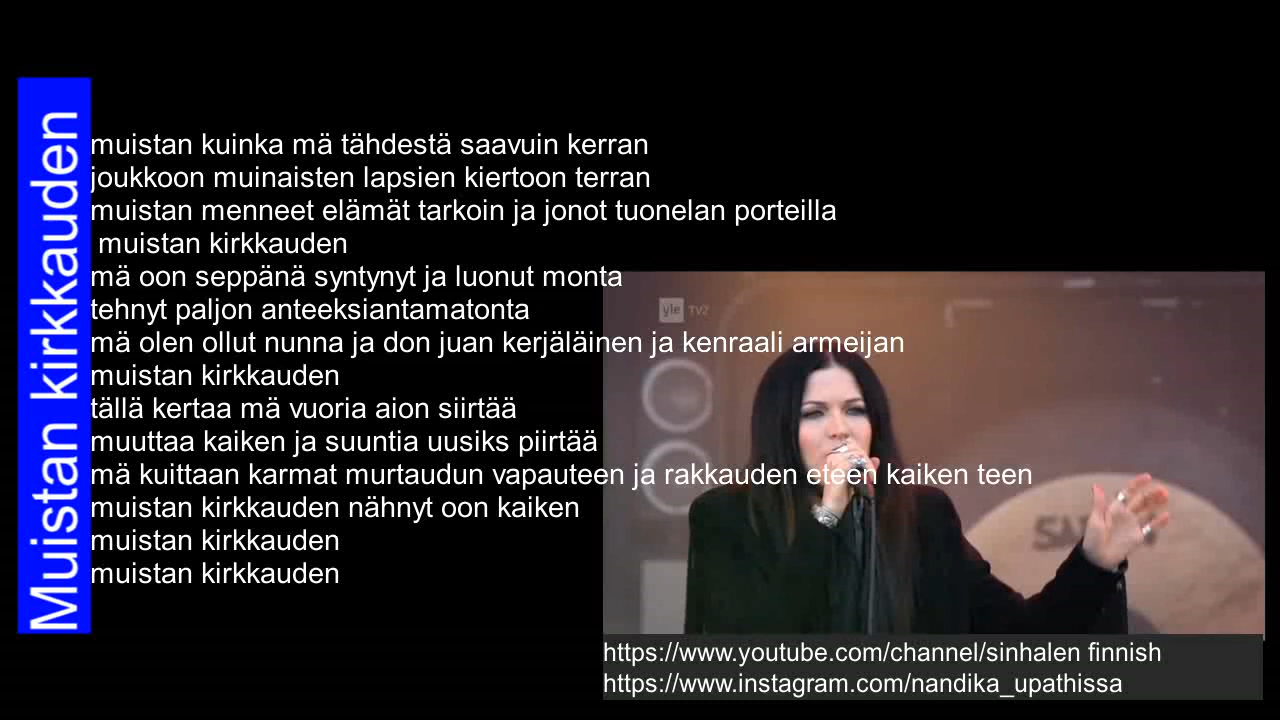 Muistan kirkkauden
muistan kuinka mä tähdestä saavuin kerran
joukkoon muinaisten lapsien kiertoon terran
muistan menneet elämät tarkoin ja jonot tuonelan porteilla
muistan kirkkauden
mä oon seppänä syntynyt ja luonut monta
tehnyt paljon anteeksiantamatonta
mä olen ollut nunna ja don juan kerjäläinen ja kenraali armeijan
muistan kirkkauden
tällä kertaa mä vuoria aion siirtää
muuttaa kaiken ja suuntia uusiks piirtää
mä kuittaan karmat murtaudun vapauteen ja rakkauden eteen kaiken teen
muistan kirkkauden nähnyt oon kaiken
muistan kirkkauden
muistan kirkkauden
yle TV2
https://www.youtube.com/channel/sinhalen finnish
https://www.instagram.com/nandika_upathissa